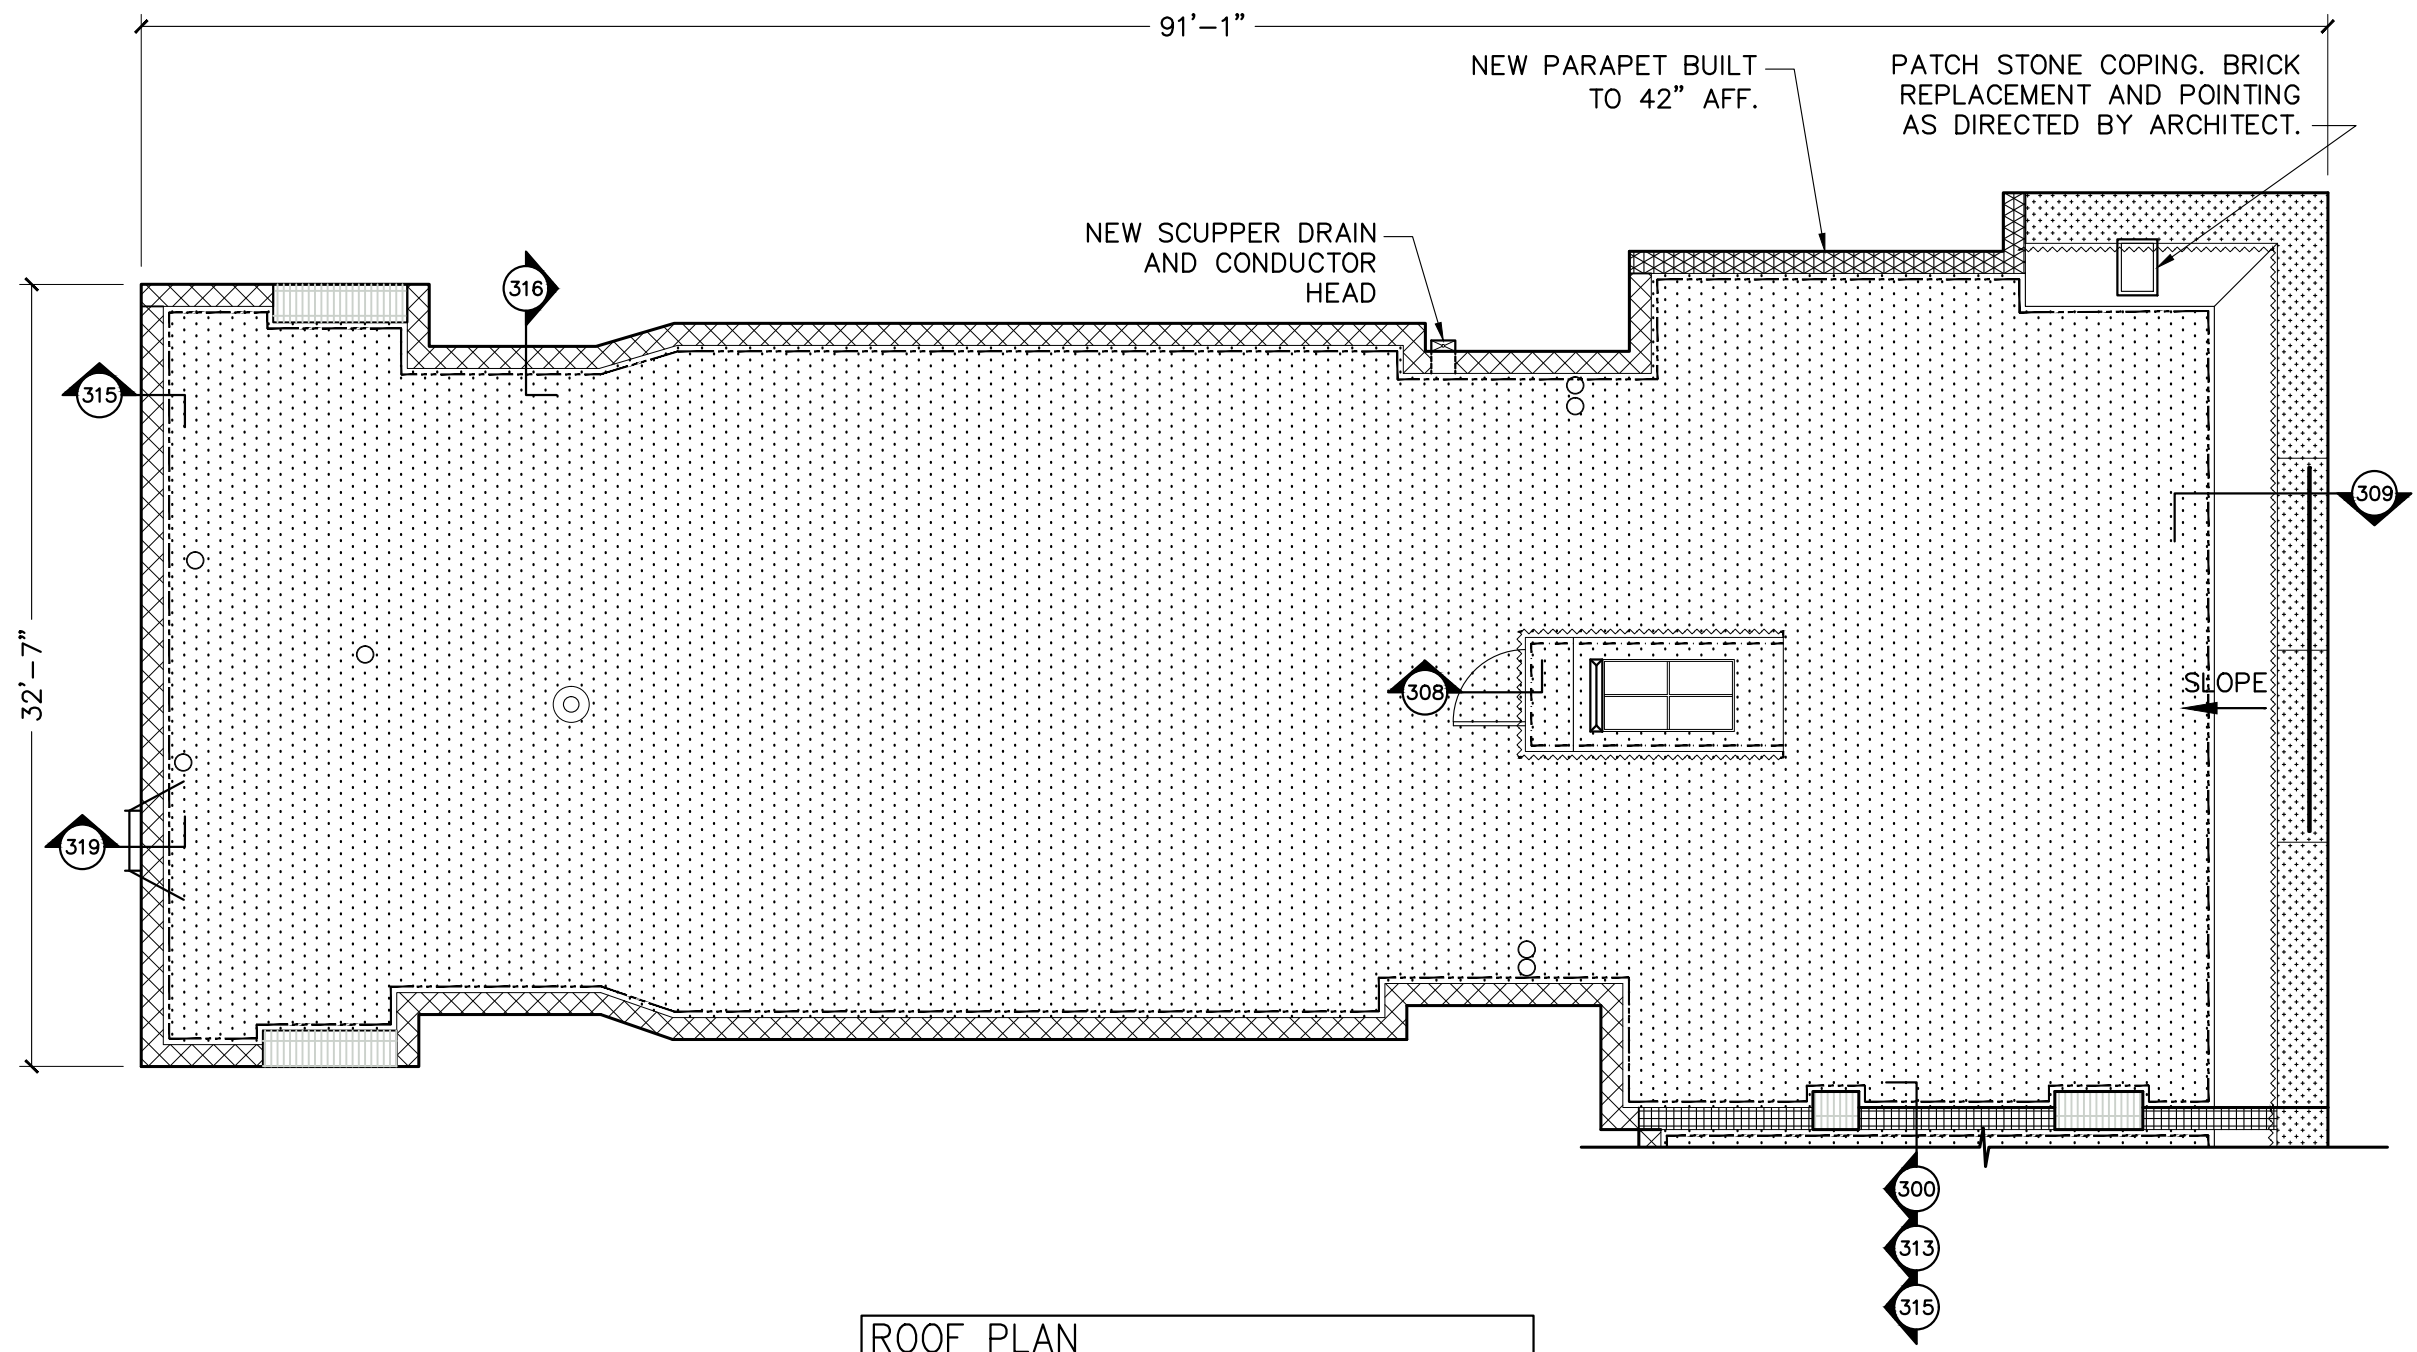 91'-1"
NEW PARAPET BUILT
TO 42" AFF.
PATCH STONE COPING. BRICK
REPLACEMENT AND POINTING
AS DIRECTED BY ARCHITECT.
NEW SCUPPER DRAIN
AND CONDUCTOR
HEAD
316
315
309
32'-7"
308
SLOPE
319
300
313
315
ROOF PLAN